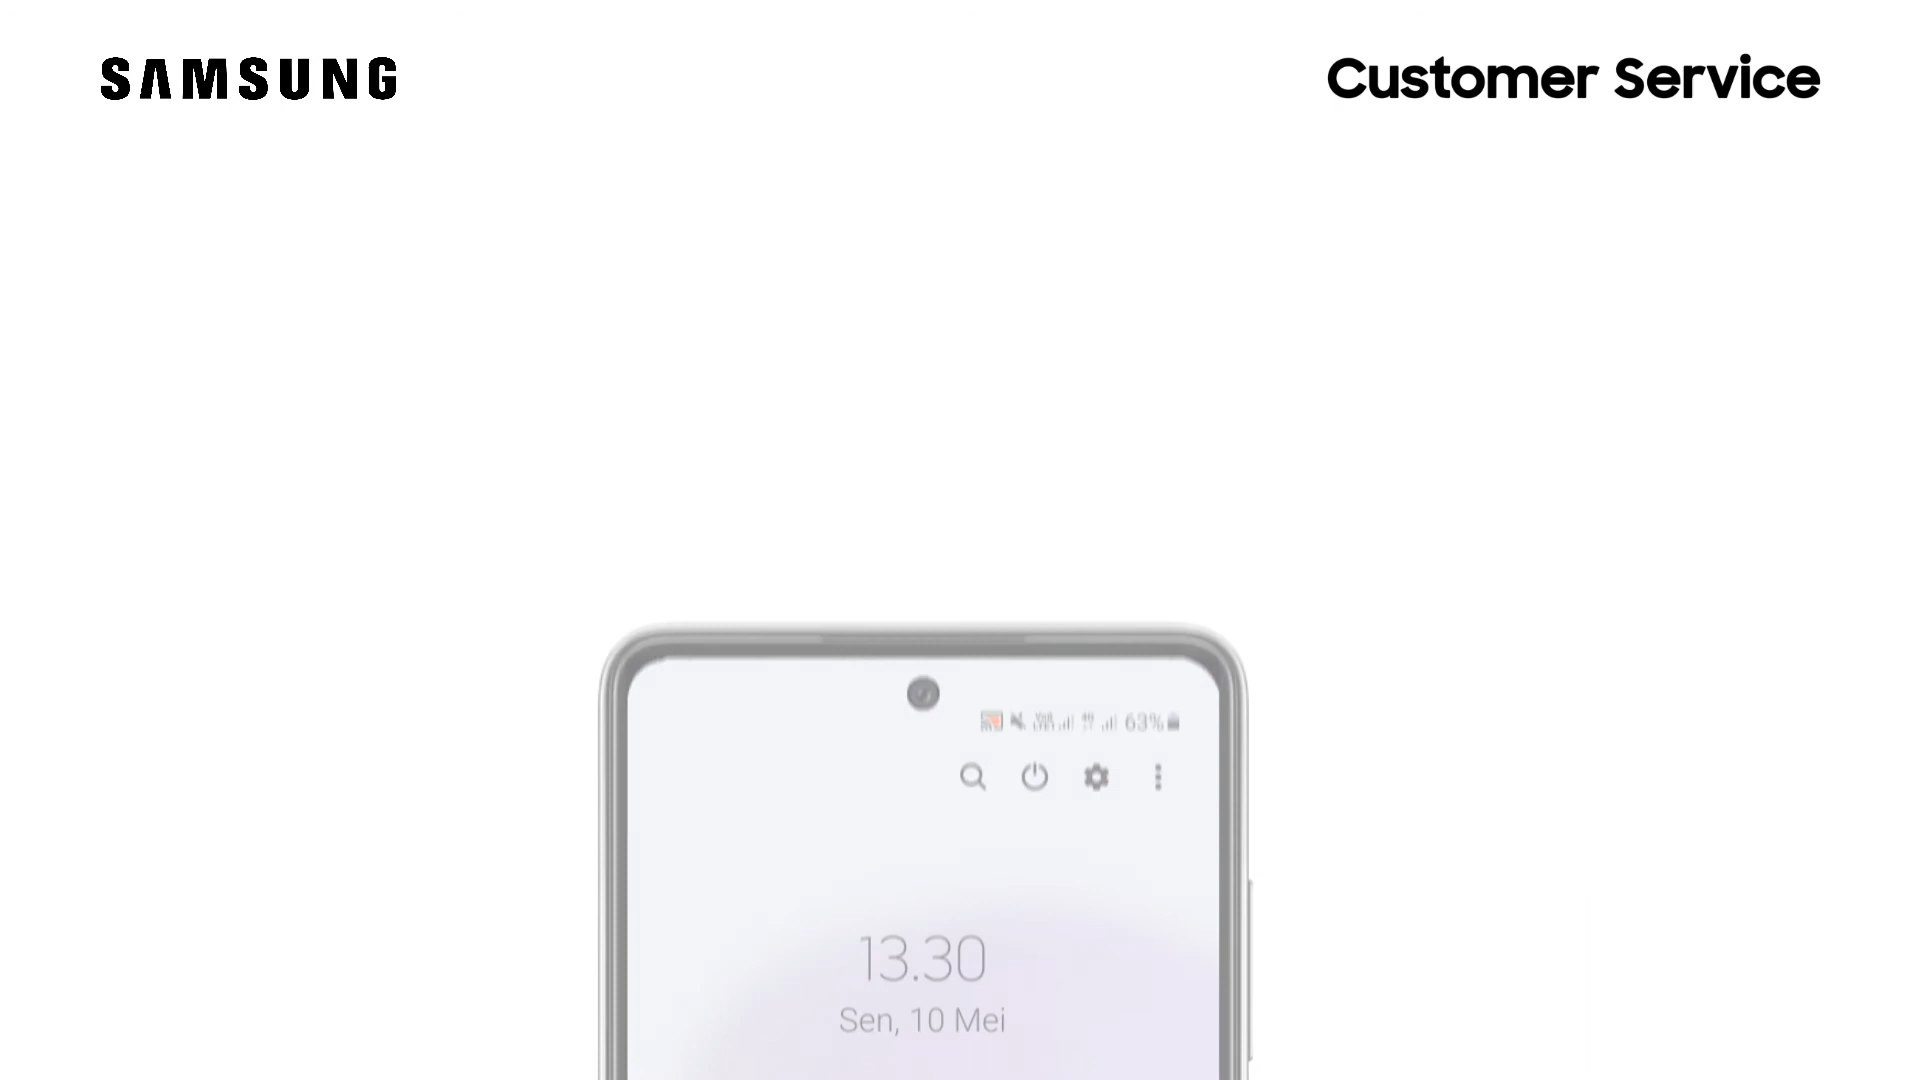 SAMSUNG
Customer Service
63%
13.30
Sen, 10 Mei